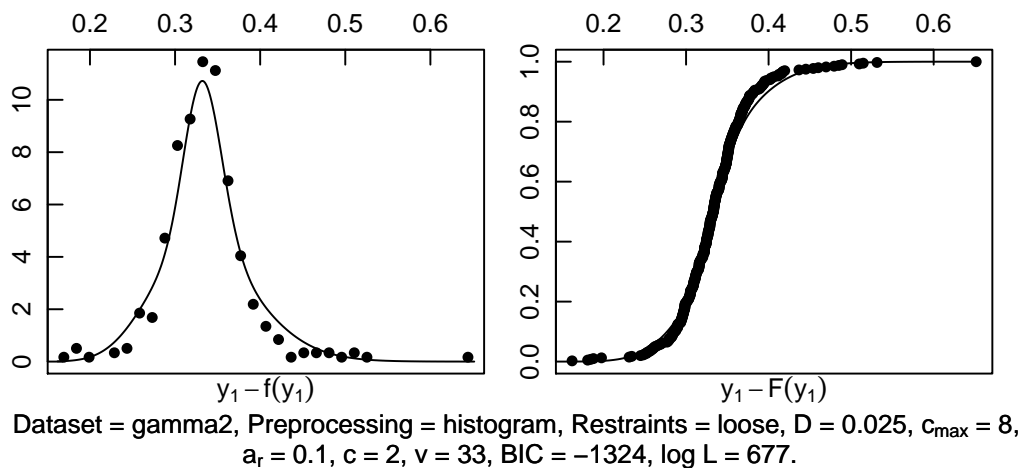 0.2 0.3 0.4 0.5 0.6
0.2 0.3 0.4 0.5 0.6
10
8
6
4
2
0
1.0
0.8
0.6
0.4
0.2
0.0
y₁ − f(y₁)
y₁ − F(y₁)
Dataset = gamma2, Preprocessing = histogram, Restraints = loose, D = 0.025, cmax = 8,
aᵣ = 0.1, c = 2, v = 33, BIC = −1324, log L = 677.